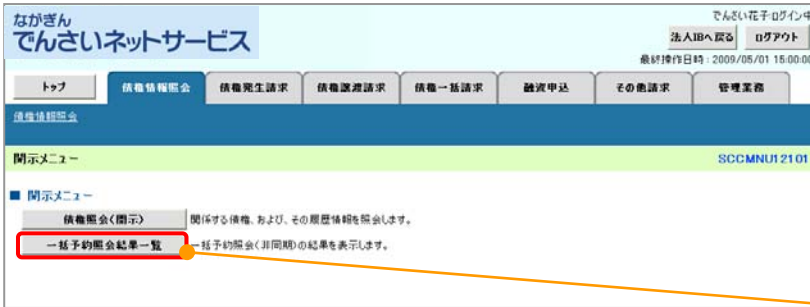 ながぎん
でんさいネットサービス
でんさい花子 ログイン中
法人IBへ戻る ログアウト
最終操作日時：2009/05/01 15:00:00
トップ 債権情報照会 債権発生請求 債権譲渡請求 債権一括請求 融資申込 その他請求 管理業務
債権情報照会
開示メニュー SCCMNU12101
■ 開示メニュー
債権照会（開示） 関係する債権、および、その履歴情報を照会します。
一括予約照会結果一覧 一括予約照会（非同期）の結果を表示します。